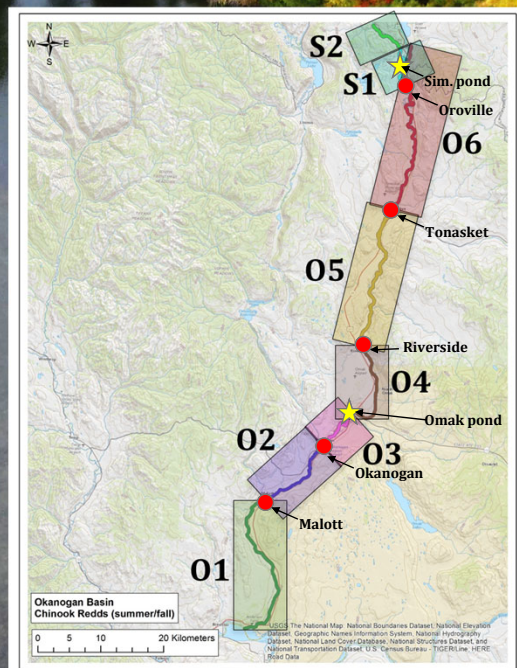 N
W E
S
S2
S1
Sim. pond
Oroville
O6
Tonasket
O5
Riverside
O4
Omak pond
O2
O3
Okanogan
Malott
O1
Okanogan Basin
Chinook Redds (summer/fall)
0 5 10 20 Kilometers
USGS The National Map: National Boundaries Dataset, National Elevation
Dataset, Geographic Names Information System, National Hydrography
Dataset, National Land Cover Database, National Structures Dataset, and
National Transportation Dataset; U.S. Census Bureau - TIGER/Line; HERE
Road Data